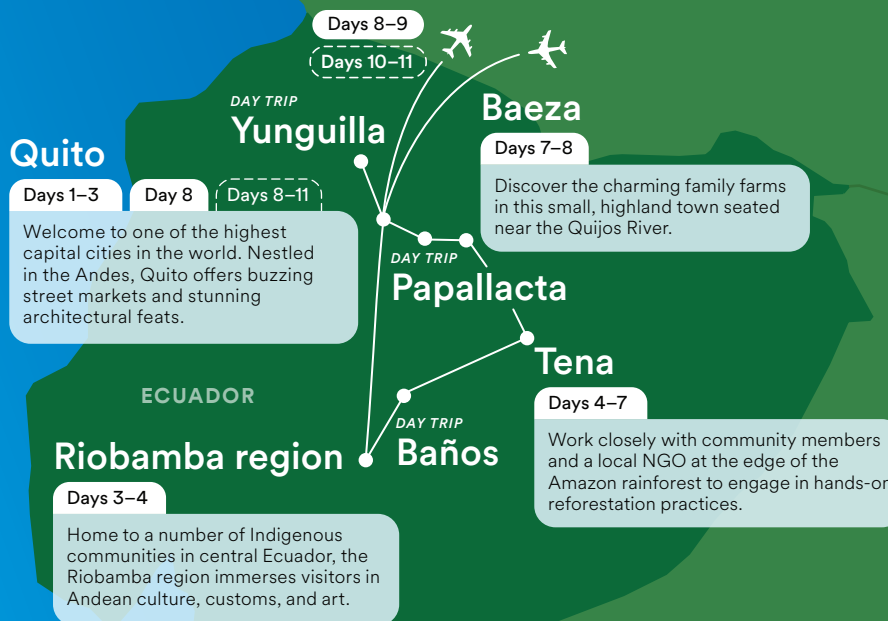 Days 8–9
Days 10–11
DAY TRIP
Yunguilla
Baeza
Days 7–8
Discover the charming family farms
in this small, highland town seated
near the Quijos River.
Quito
Days 1–3
Day 8
Days 8–11
Welcome to one of the highest
capital cities in the world. Nestled
in the Andes, Quito offers buzzing
street markets and stunning
architectural feats.
DAY TRIP
Papallacta
Tena
Days 4–7
Work closely with community members
and a local NGO at the edge of the
Amazon rainforest to engage in hands-on
reforestation practices.
ECUADOR
DAY TRIP
Baños
Riobamba region
Days 3–4
Home to a number of Indigenous
communities in central Ecuador, the
Riobamba region immerses visitors in
Andean culture, customs, and art.